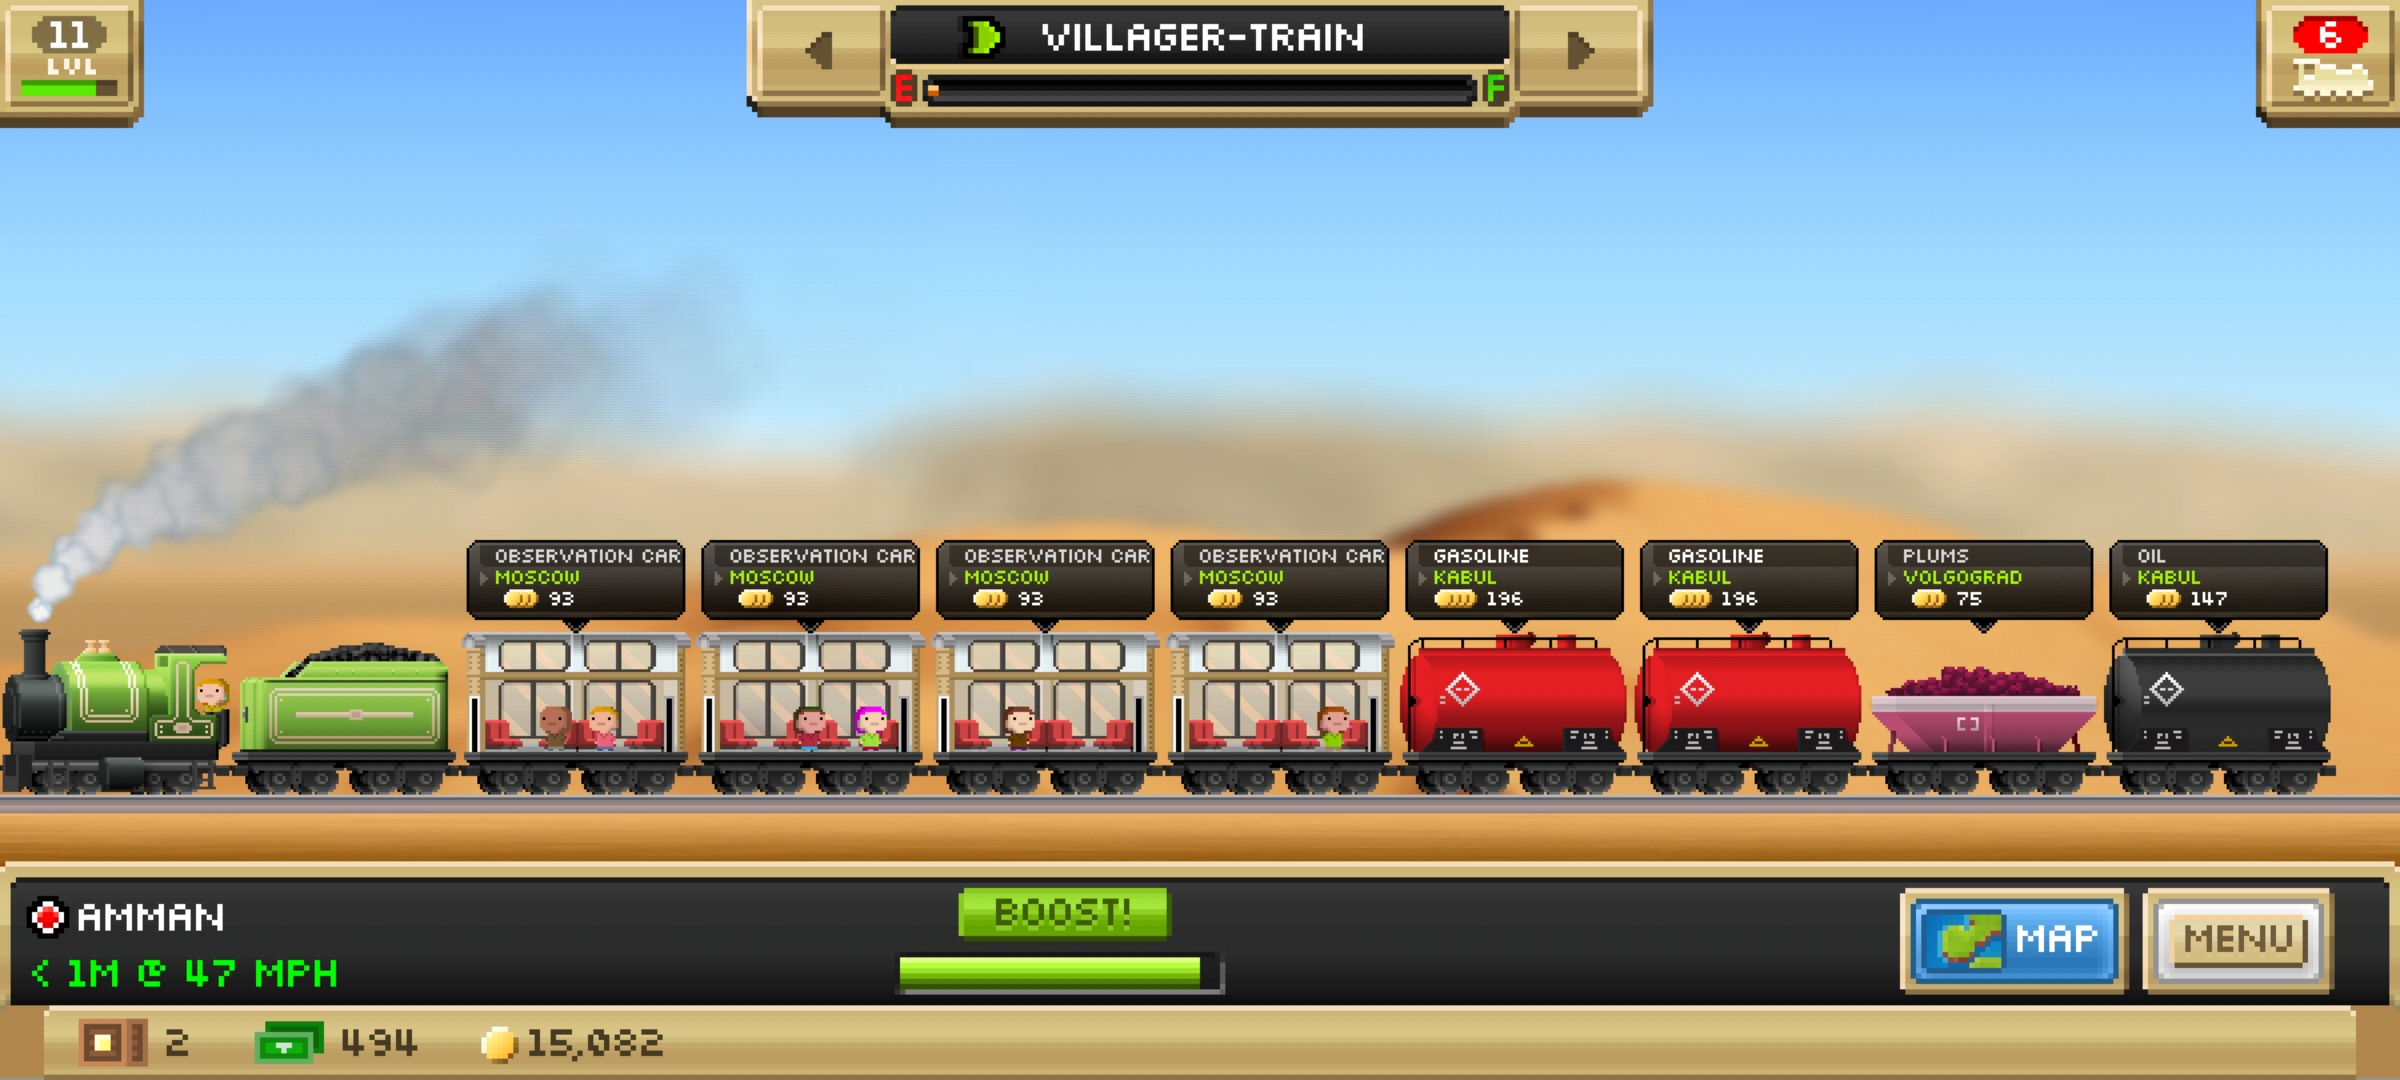 11
LVL
VILLAGER-TRAIN
E F
6
OBSERVATION CAR
MOSCOW
93
OBSERVATION CAR
MOSCOW
93
OBSERVATION CAR
MOSCOW
93
OBSERVATION CAR
MOSCOW
93
GASOLINE
KABUL
196
GASOLINE
KABUL
196
PLUMS
VOLGOGRAD
75
OIL
KABUL
147
AMMAN
< 1M @ 47 MPH
BOOST!
MAP
MENU
2 494 15,082